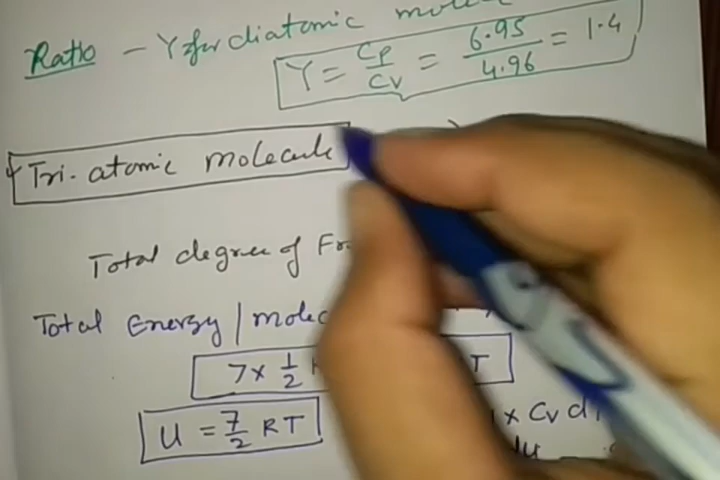 Ratio - γ for diatomic
γ = Cp/Cv = 6.95/4.96 = 1.4
Tri-atomic molecule
Total degree of
Total Energy /
7 × 1/2 T
U = 7/2 RT × Cv